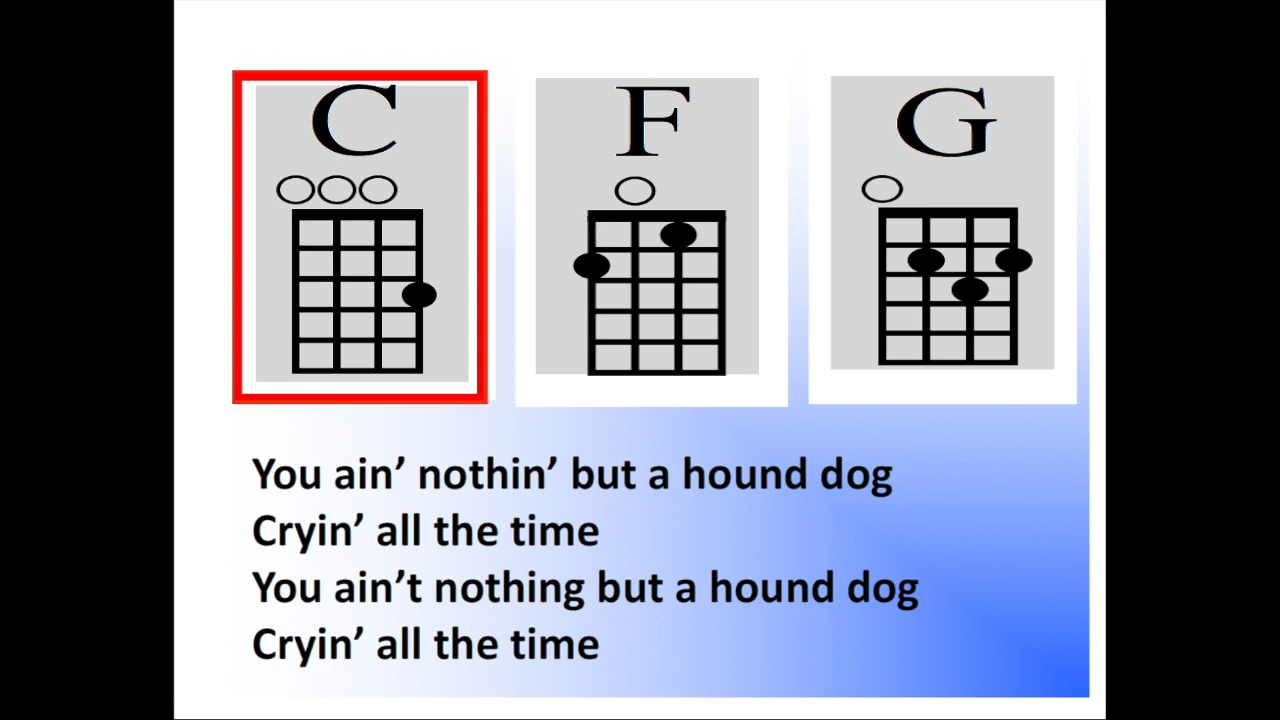 C F G
You ain’ nothin’ but a hound dog
Cryin’ all the time
You ain’t nothing but a hound dog
Cryin’ all the time